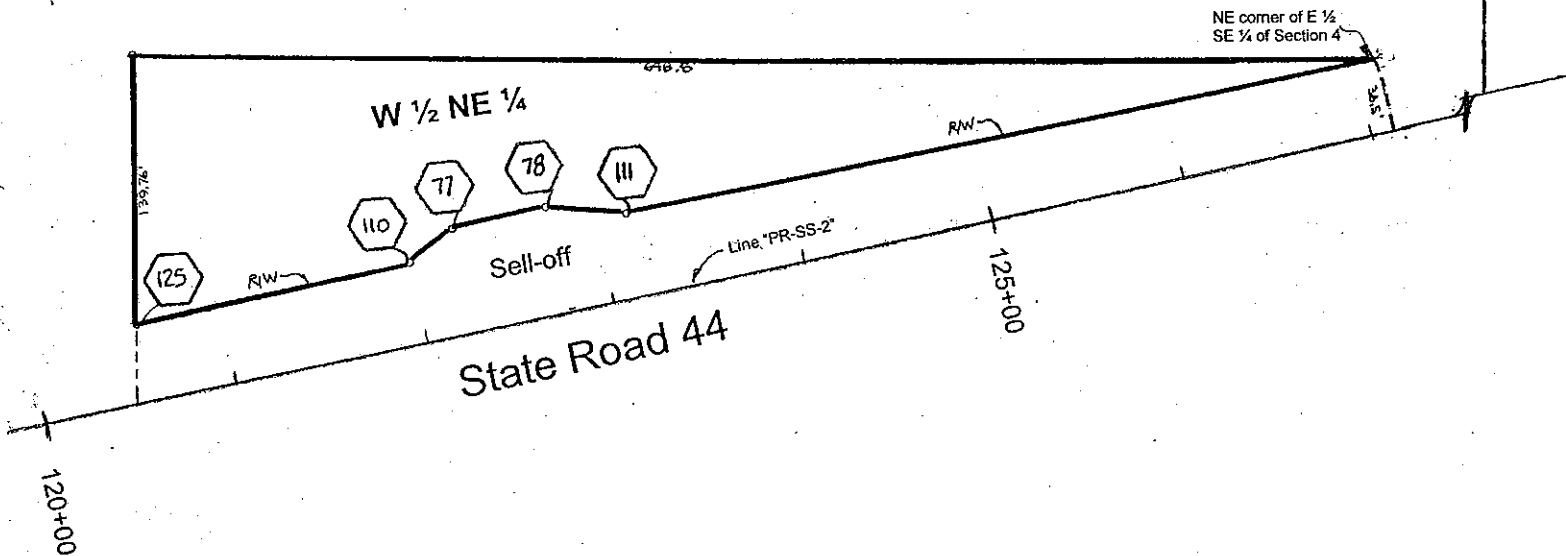 NE corner of E ½
SE ¼ of Section 4
648.8'
W ½ NE ¼
36.5'
R/W
139.76'
78
111
77
110
Line "PR-SS-2"
Sell-off
125
R/W
125+00
State Road 44
120+00